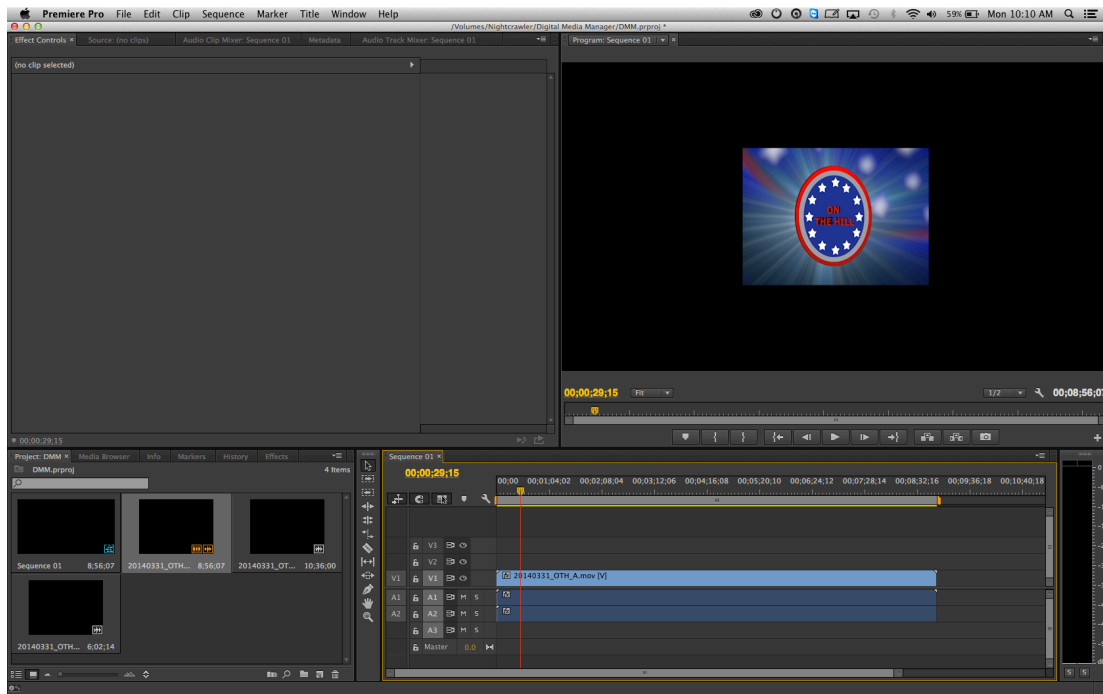 Premiere Pro File Edit Clip Sequence Marker Title Window Help 59% Mon 10:10 AM
/Volumes/Nightcrawler/Digital Media Manager/DMM.prproj *
Effect Controls × Source: (no clips) Audio Clip Mixer: Sequence 01 Metadata Audio Track Mixer: Sequence 01
Program: Sequence 01 ×
(no clip selected)
ON
THE HILL
00;00;29;15 Fit 1/2 00;08;56;07
00;00;29;15
Project: DMM × Media Browser Info Markers History Effects
DMM.prproj 4 Items
Sequence 01 8;56;07
20140331_OTH... 8;56;07
20140331_OT... 10;36;00
20140331_OTH... 6;02;14
Sequence 01 ×
00;00;29;15
00;00 00;01;04;02 00;02;08;04 00;03;12;06 00;04;16;08 00;05;20;10 00;06;24;12 00;07;28;14 00;08;32;16 00;09;36;18 00;10;40;18
V3
V2
V1 V1 fx 20140331_OTH_A.mov [V]
A1 A1 M S fx
A2 A2 M S fx
A3 M S
Master 0.0
S S